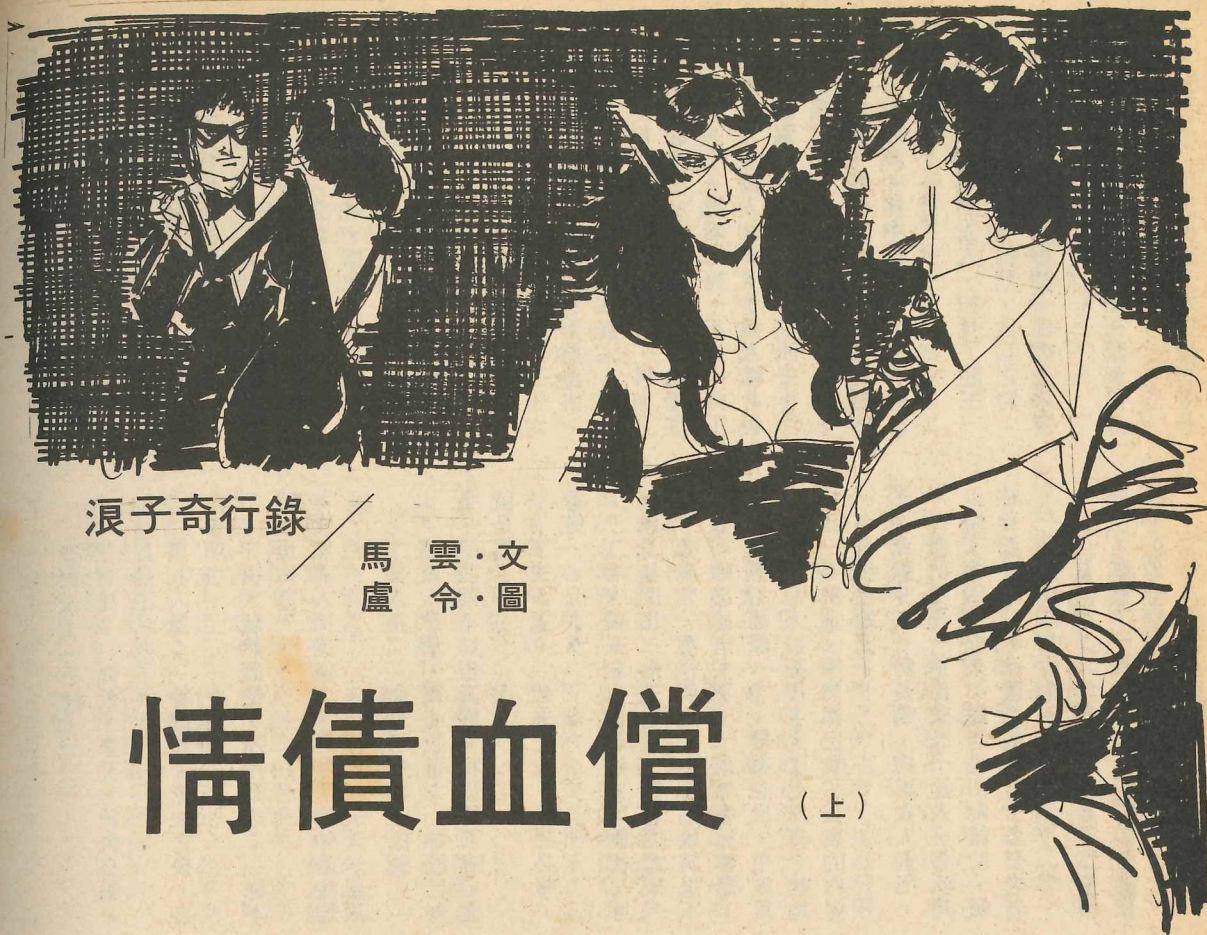 浪子奇行錄
馬　雲・文
盧　令・圖
情債血償
（上）